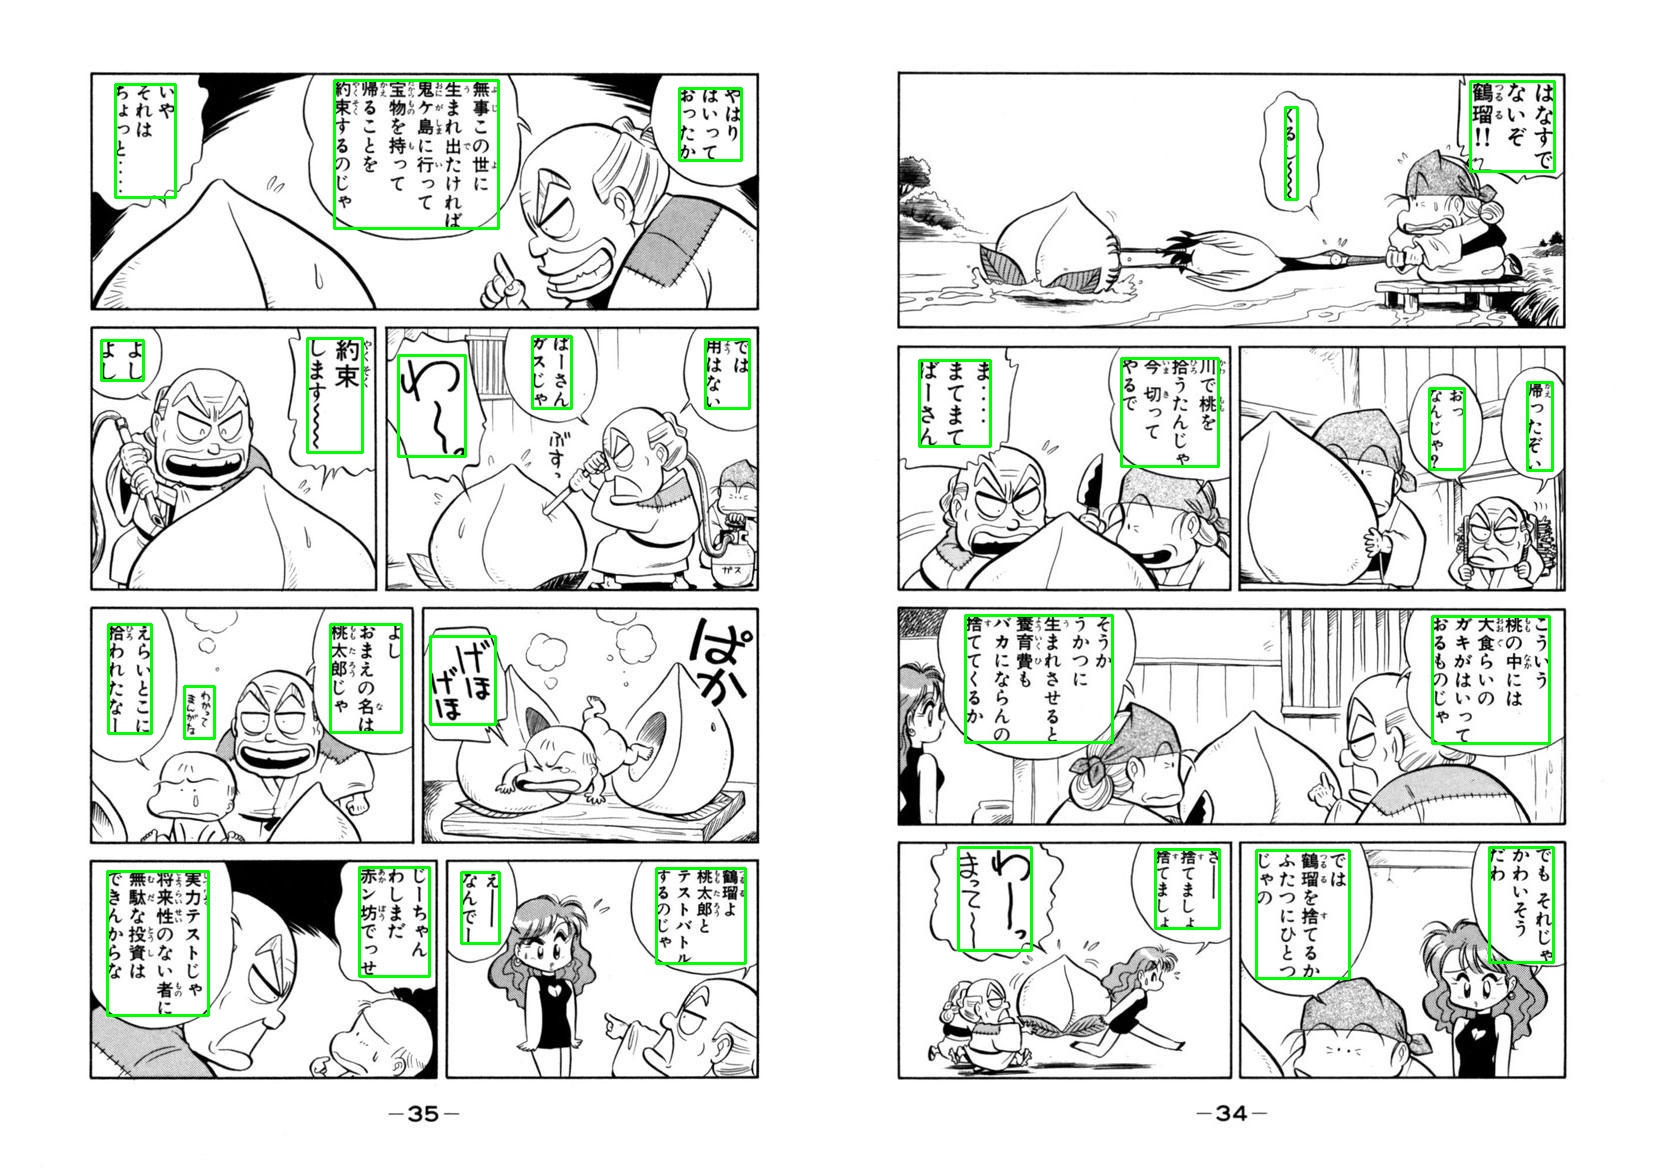 はなすで
ないぞ
鶴瑠!!
くるし〜〜〜
帰ったぞい
おっ
なんじゃ?
川で桃を
拾うたんじゃ
今 切って
やるで
ま‥‥
まてまて
ばーさん
こういう
桃の中には
大食らいの
ガキがはいって
おるものじゃ
そうか
うかつに
生まれさせると
養育費も
バカにならんの
捨ててくるか
でも それじゃ
かわいそう
だわ
では
鶴瑠を捨てるか
ふたつにひとつ
じゃの
さ——
捨てましょ
捨てましょ
わ〜〜っ
まって〜
—34—
やはり
はいって
おったか
無事この世に
生まれ出たければ
鬼ケ島に行って
宝物を持って
帰ることを
約束するのじゃ
いや
それは
ちょっと‥‥
では
用はない
ばーさん
ガスじゃ
わ〜〜っ
ぶすっ
ガス
約束
します〜〜〜
よし
よし
ぱか
げほ
げほ
よし
おまえの名は
桃太郎じゃ
わかって
まんがな
えらいとこに
拾われたなー
鶴瑠よ
桃太郎と
テストバトル
するのじゃ
え——
なんでー
じーちゃん
わしまだ
赤ン坊でっせ
実力テストじゃ
将来性のない者に
無駄な投資は
できんからな
—35—